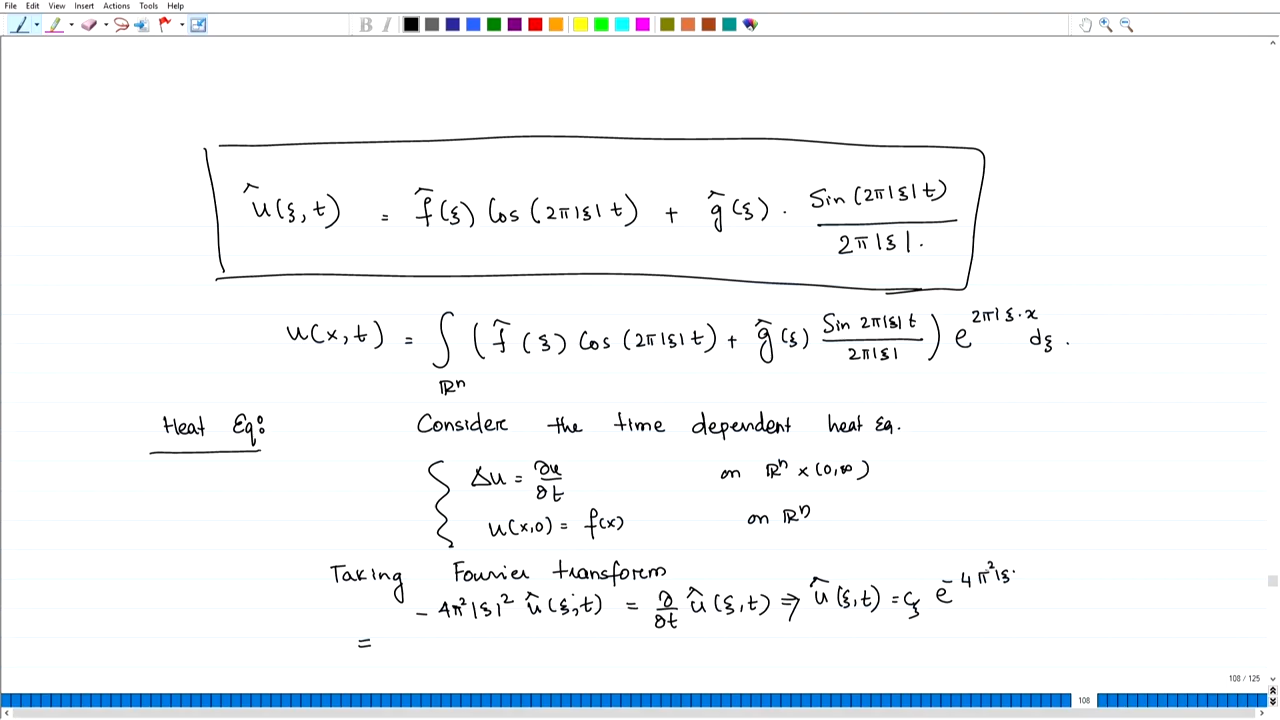 File Edit View Insert Actions Tools Help
B I
û(ξ,t) = f̂(ξ) Cos(2π|ξ|t) + ĝ(ξ) · Sin(2π|ξ|t) / 2π|ξ|.
u(x,t) = ∫_ℝⁿ ( f̂(ξ) Cos(2π|ξ|t) + ĝ(ξ) Sin 2π|ξ|t / 2π|ξ| ) e^{2πiξ·x} dξ.
Heat Eq: Consider the time dependent heat Eq.
{ Δu = ∂u/∂t on ℝⁿ × (0,∞)
u(x,0) = f(x) on ℝⁿ
Taking Fourier transform
- 4π²|ξ|² û(ξ,t) = ∂/∂t û(ξ,t) ⇒ û(ξ,t) = C_ξ e^{-4π²|ξ.
=
108 / 125
108